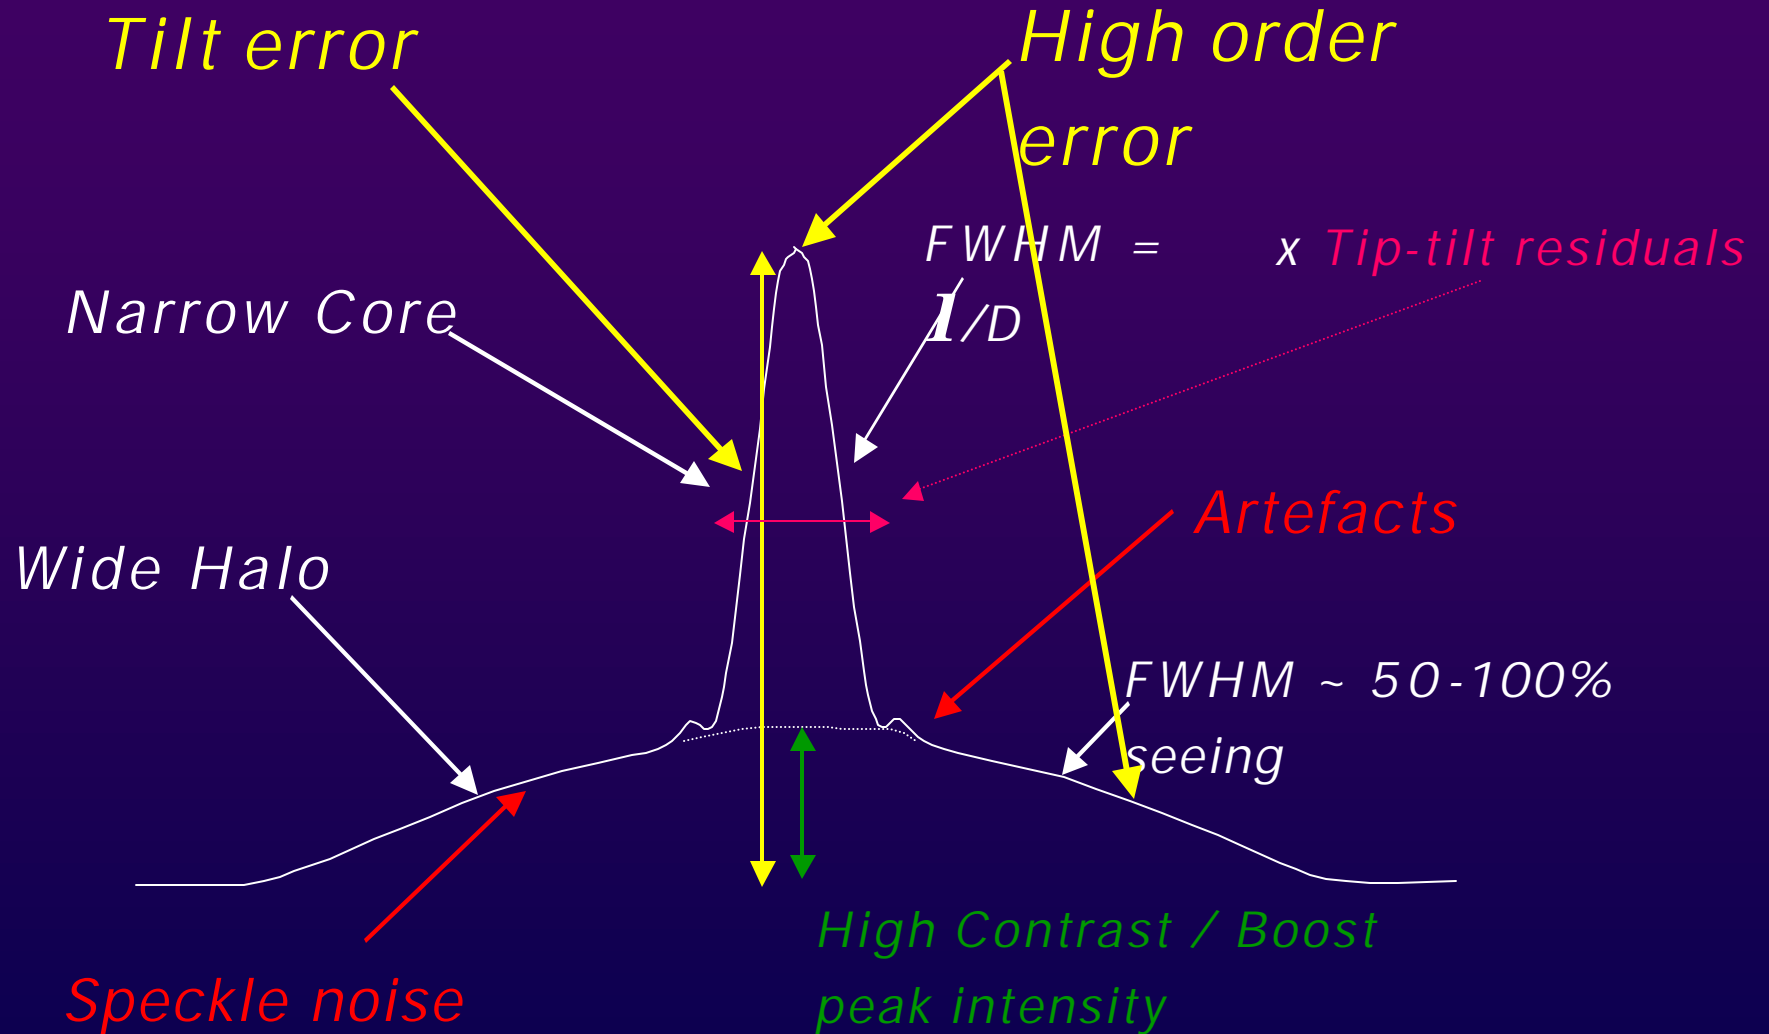 Tilt error
High order
error
FWHM = x Tip-tilt residuals
l/D
Narrow Core
Artefacts
Wide Halo
FWHM ~ 50-100%
seeing
High Contrast / Boost
peak intensity
Speckle noise